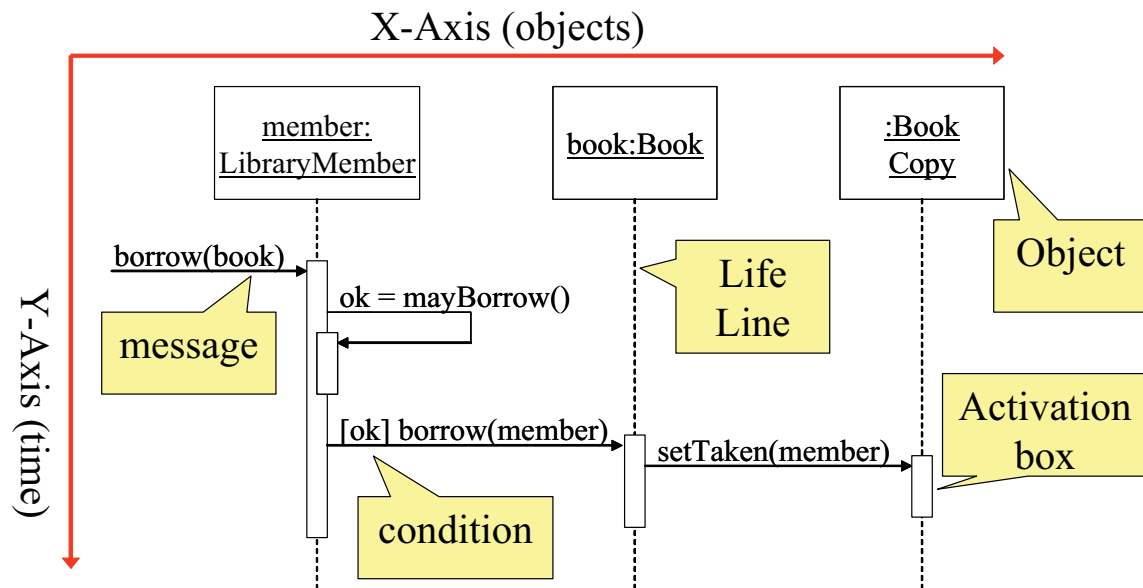 X-Axis (objects)
member:
LibraryMember
book:Book
:Book
Copy
Object
borrow(book)
Life
Line
ok = mayBorrow()
message
Y-Axis (time)
Activation
box
[ok] borrow(member)
setTaken(member)
condition